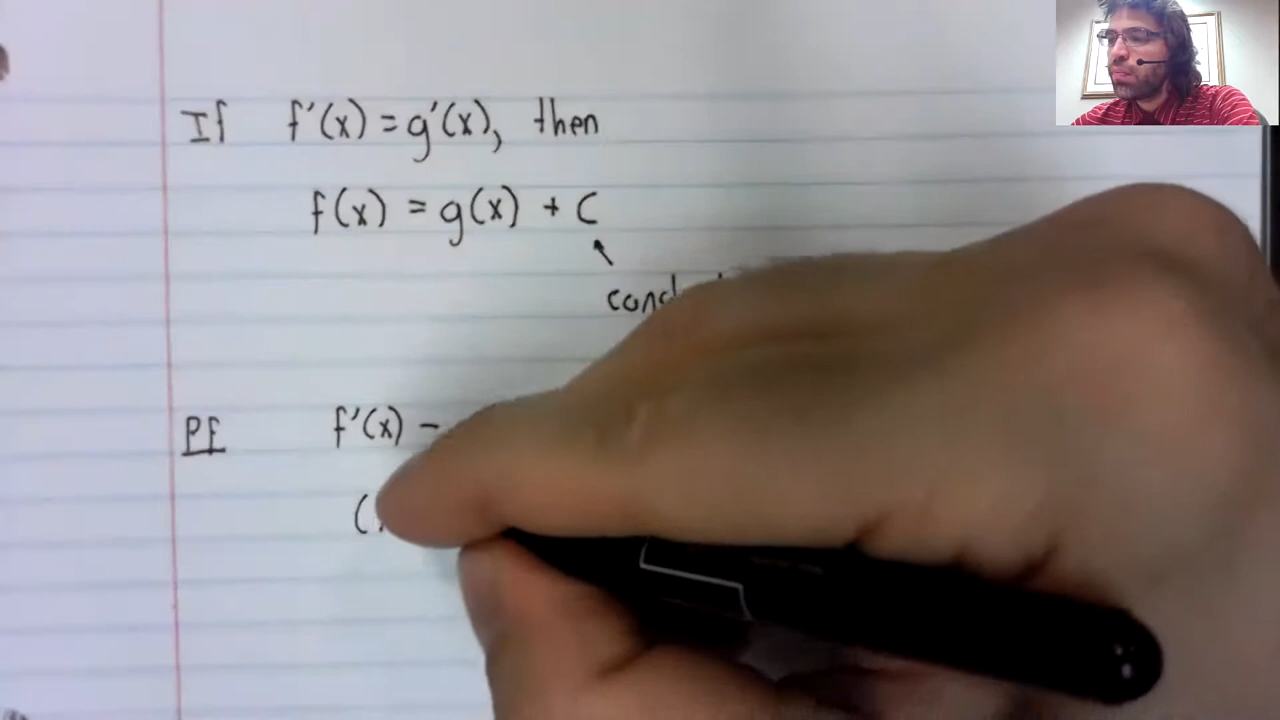 If f'(x) = g'(x), then
f(x) = g(x) + C
Pf f'(x) -
(